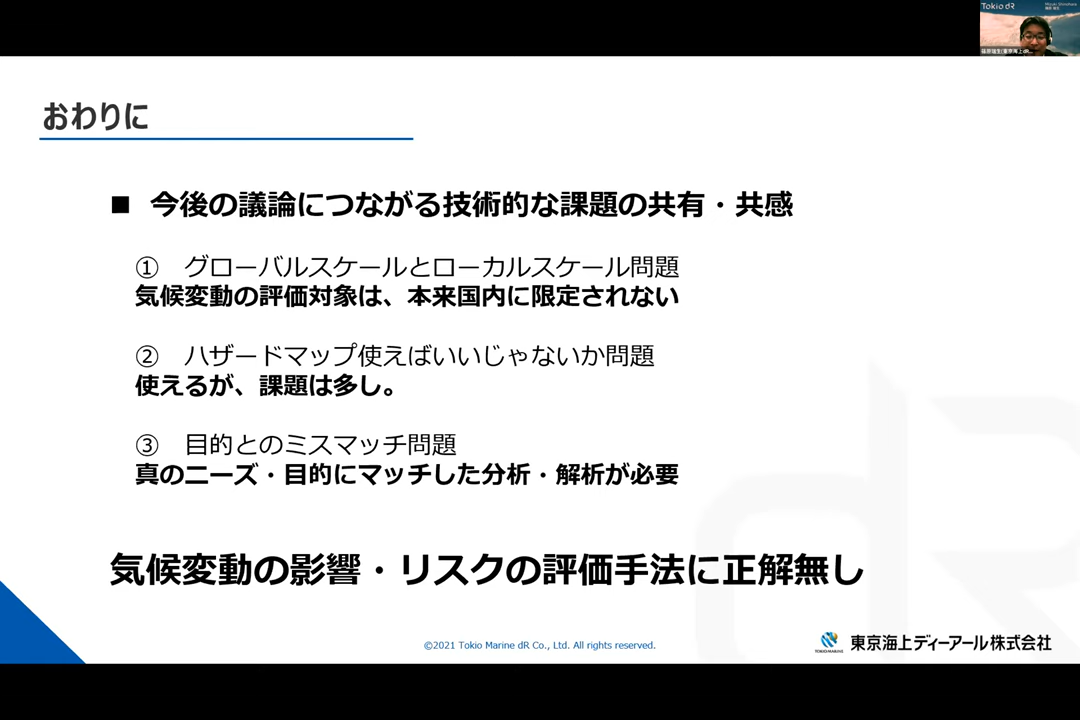 Tokio dR
おわりに
■ 今後の議論につながる技術的な課題の共有・共感
① グローバルスケールとローカルスケール問題
気候変動の評価対象は、本来国内に限定されない
② ハザードマップ使えばいいじゃないか問題
使えるが、課題は多し。
③ 目的とのミスマッチ問題
真のニーズ・目的にマッチした分析・解析が必要
気候変動の影響・リスクの評価手法に正解無し
©2021 Tokio Marine dR Co., Ltd. All rights reserved.
TOKIO MARINE
東京海上ディーアール株式会社